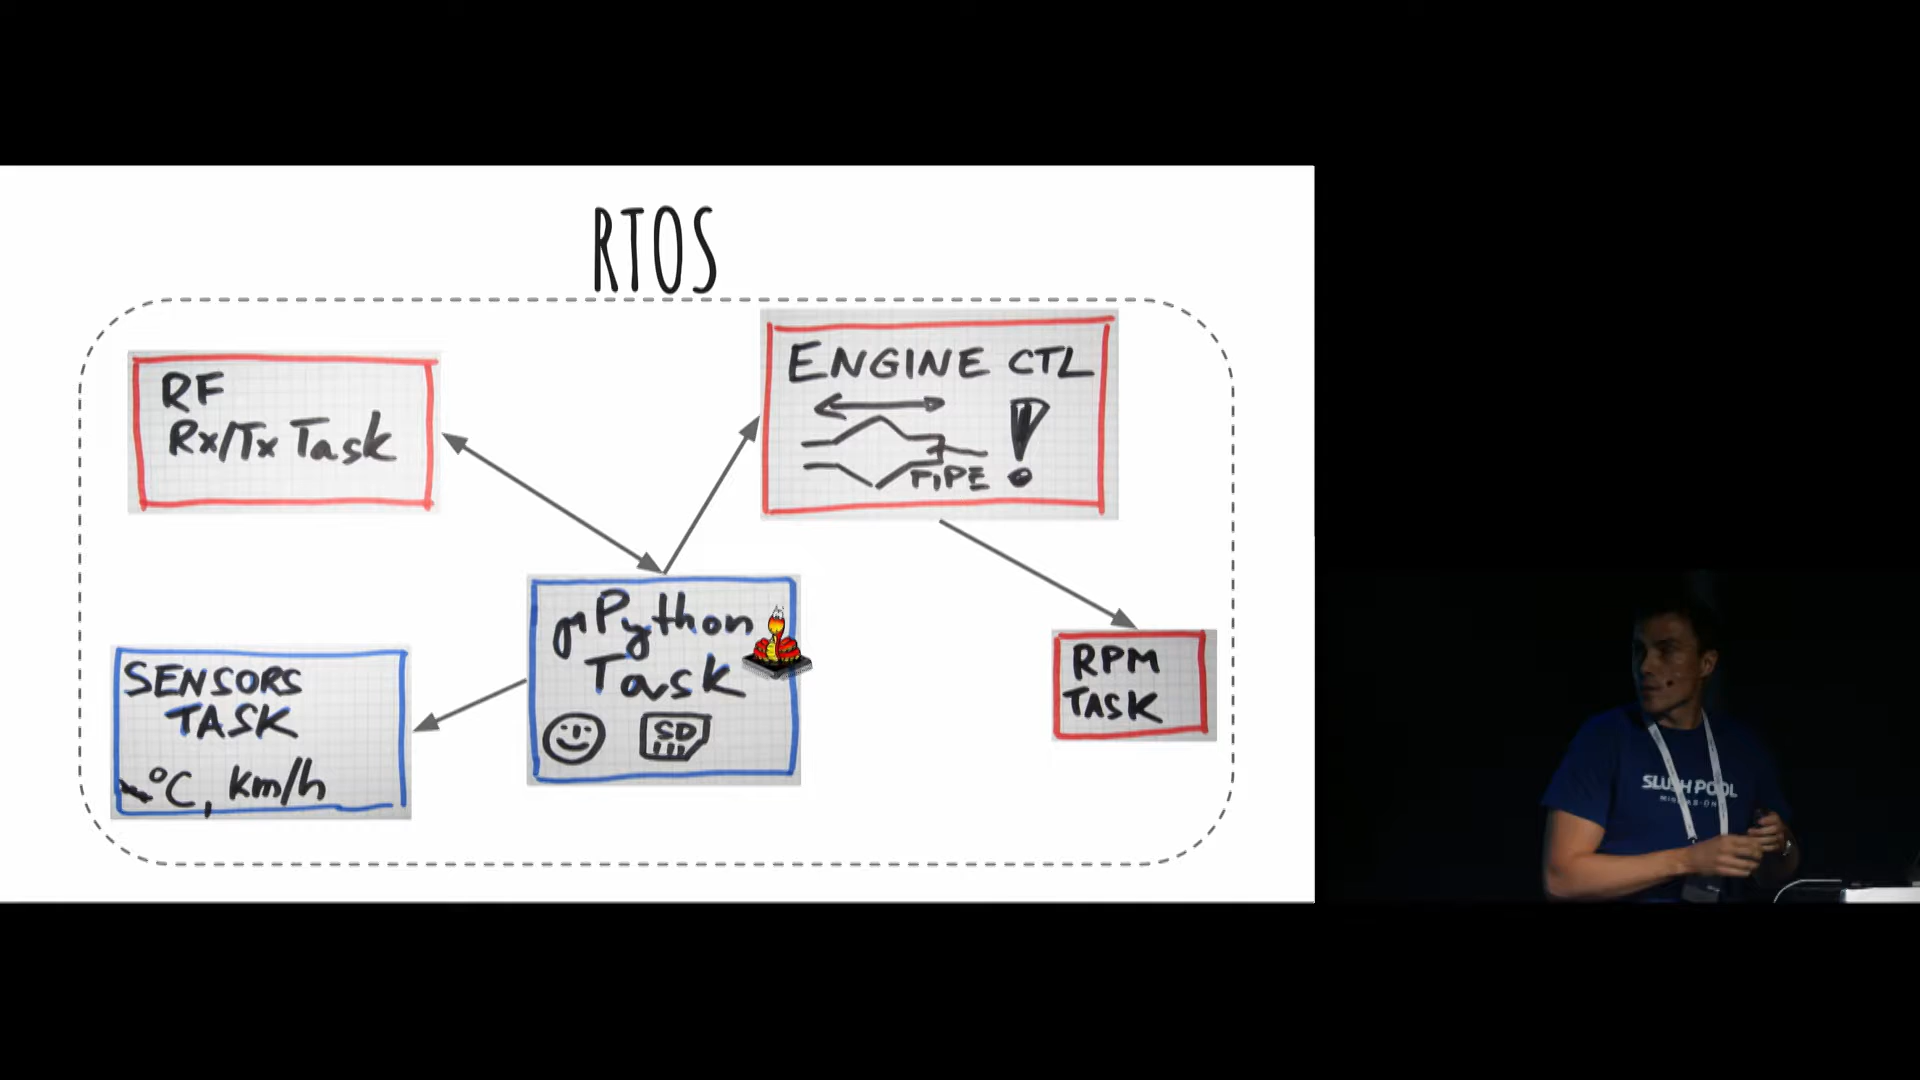 RTOS
RF
Rx/Tx Task
ENGINE CTL
PIPE !
µPython
Task
SD
SENSORS
TASK
°C, km/h
RPM
TASK
SLUSH POOL